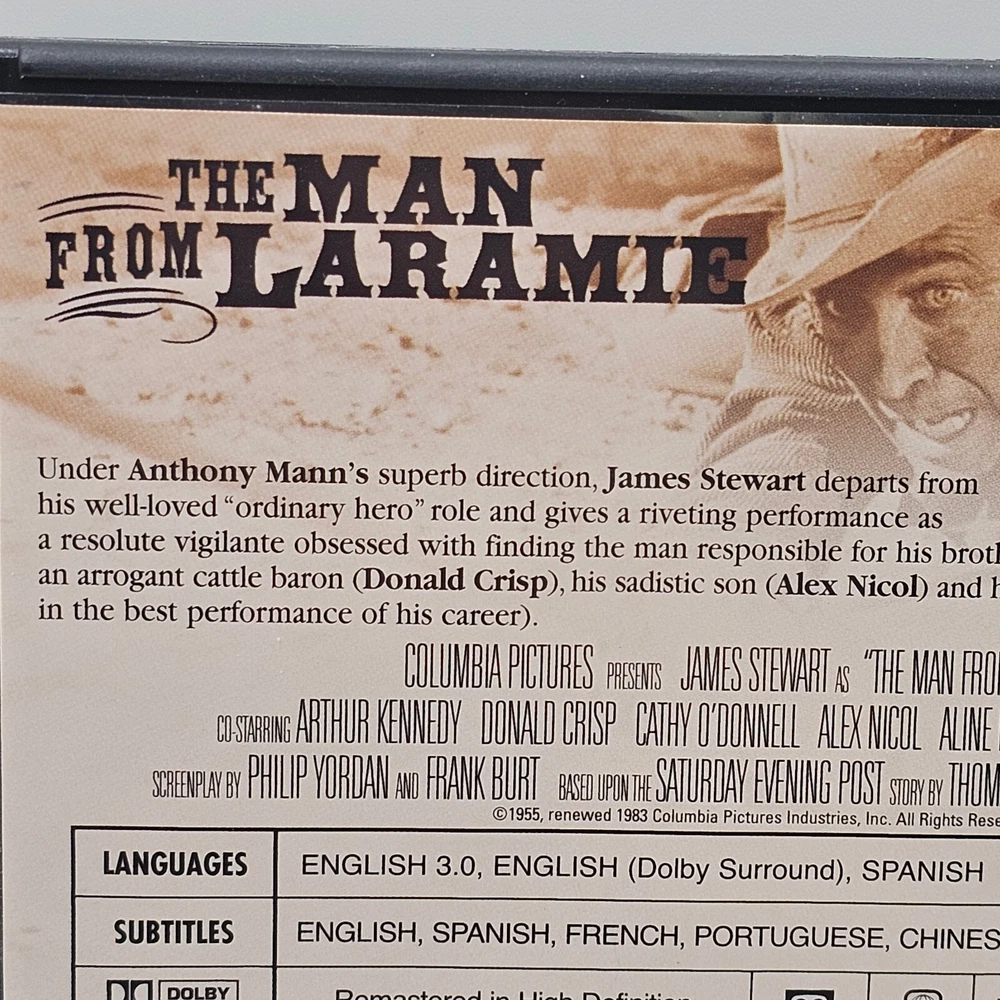 THE MAN
FROM LARAMIE
Under Anthony Mann's superb direction, James Stewart departs from
his well-loved “ordinary hero” role and gives a riveting performance as
a resolute vigilante obsessed with finding the man responsible for his
an arrogant cattle baron (Donald Crisp), his sadistic son (Alex Nicol) and
in the best performance of his career).
COLUMBIA PICTURES PRESENTS JAMES STEWART AS “THE MAN
CO-STARRING ARTHUR KENNEDY DONALD CRISP CATHY O'DONNELL ALEX NICOL ALINE
SCREENPLAY BY PHILIP YORDAN AND FRANK BURT BASED UPON THE SATURDAY EVENING POST STORY BY
©1955, renewed 1983 Columbia Pictures Industries, Inc. All Rights
LANGUAGES ENGLISH 3.0, ENGLISH (Dolby Surround), SPANISH
SUBTITLES ENGLISH, SPANISH, FRENCH, PORTUGUESE,
DOLBY Remastered in High Definition